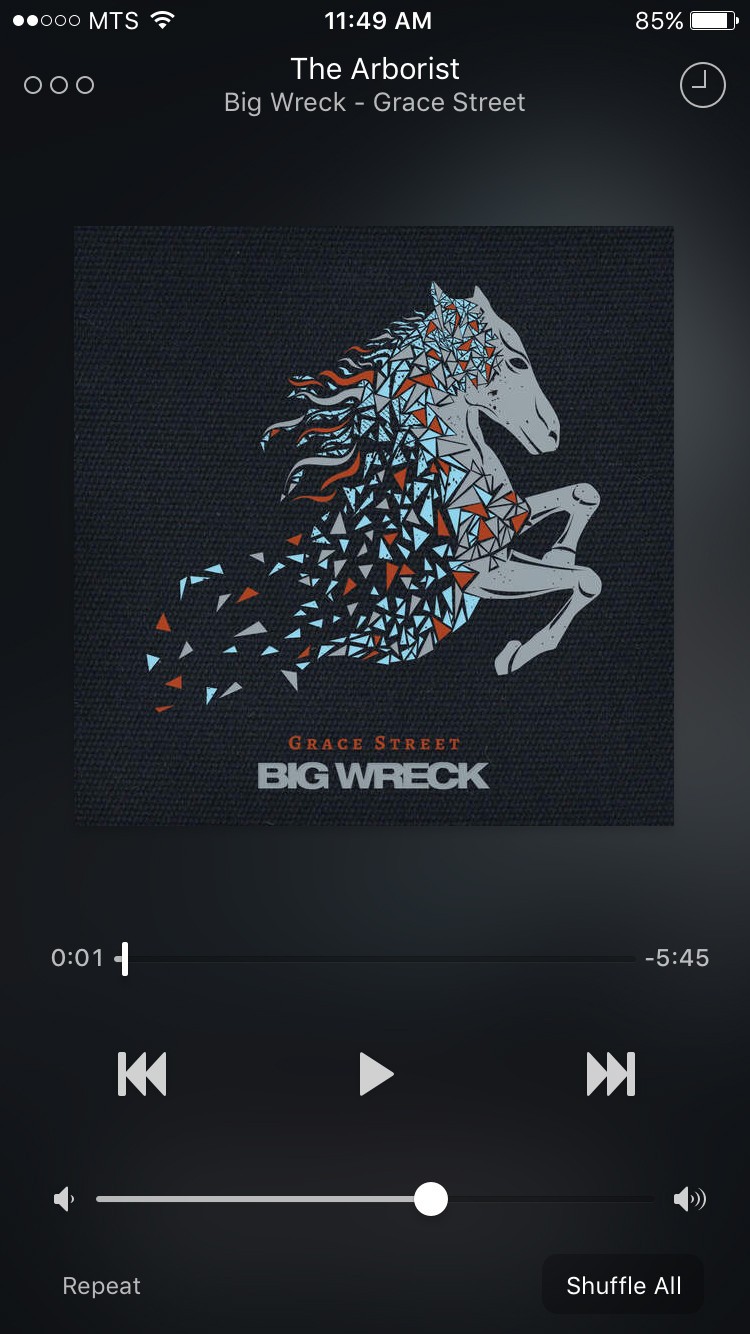 MTS 11:49 AM 85%
The Arborist
Big Wreck - Grace Street
GRACE STREET
BIG WRECK
0:01 -5:45
Repeat Shuffle All